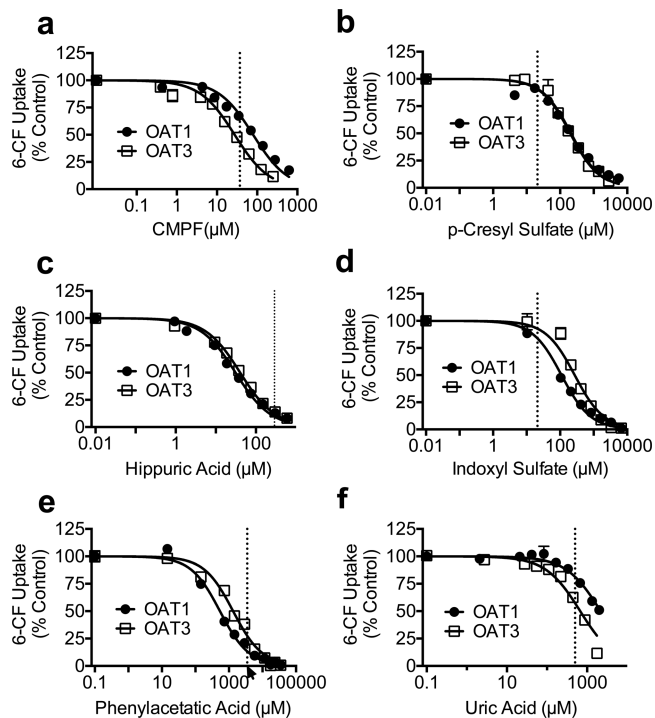 a
6-CF Uptake
(% Control)
125
100
75
50
25
0
OAT1
OAT3
0.01
1
100
1000
CMPF(µM)
b
6-CF Uptake
(% Control)
125
100
75
50
25
0
OAT1
OAT3
0.01
1
100
10000
p-Cresyl Sulfate (µM)
c
6-CF Uptake
(% Control)
125
100
75
50
25
0
OAT1
OAT3
0.01
1
100
Hippuric Acid (µM)
d
6-CF Uptake
(% Control)
125
100
75
50
25
0
OAT1
OAT3
0.01
1
100
10000
Indoxyl Sulfate (µM)
e
6-CF Uptake
(% Control)
125
100
75
50
25
0
OAT1
OAT3
0.1
10
1000
100000
Phenylacetatic Acid (µM)
f
6-CF Uptake
(% Control)
125
100
75
50
25
0
OAT1
OAT3
0.1
10
1000
Uric Acid (µM)